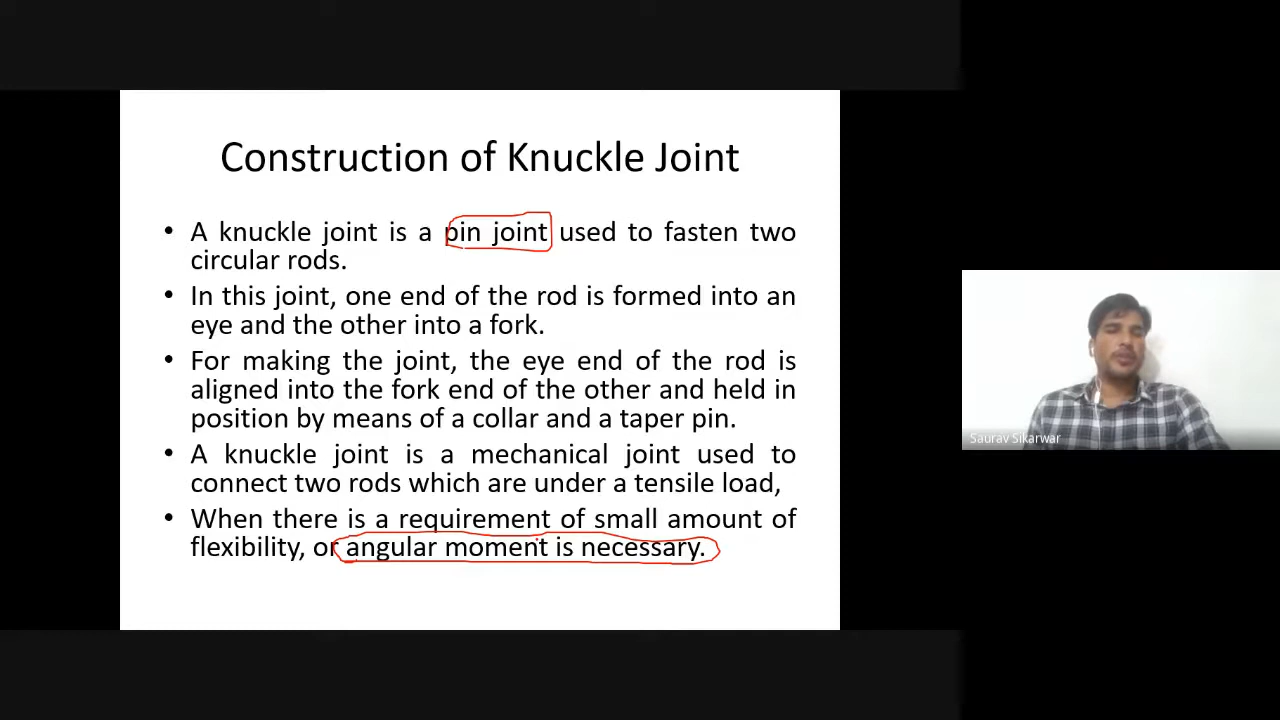 Construction of Knuckle Joint
• A knuckle joint is a pin joint used to fasten two
circular rods.
• In this joint, one end of the rod is formed into an
eye and the other into a fork.
• For making the joint, the eye end of the rod is
aligned into the fork end of the other and held in
position by means of a collar and a taper pin.
• A knuckle joint is a mechanical joint used to
connect two rods which are under a tensile load,
• When there is a requirement of small amount of
flexibility, or angular moment is necessary.
Saurav Sikarwar